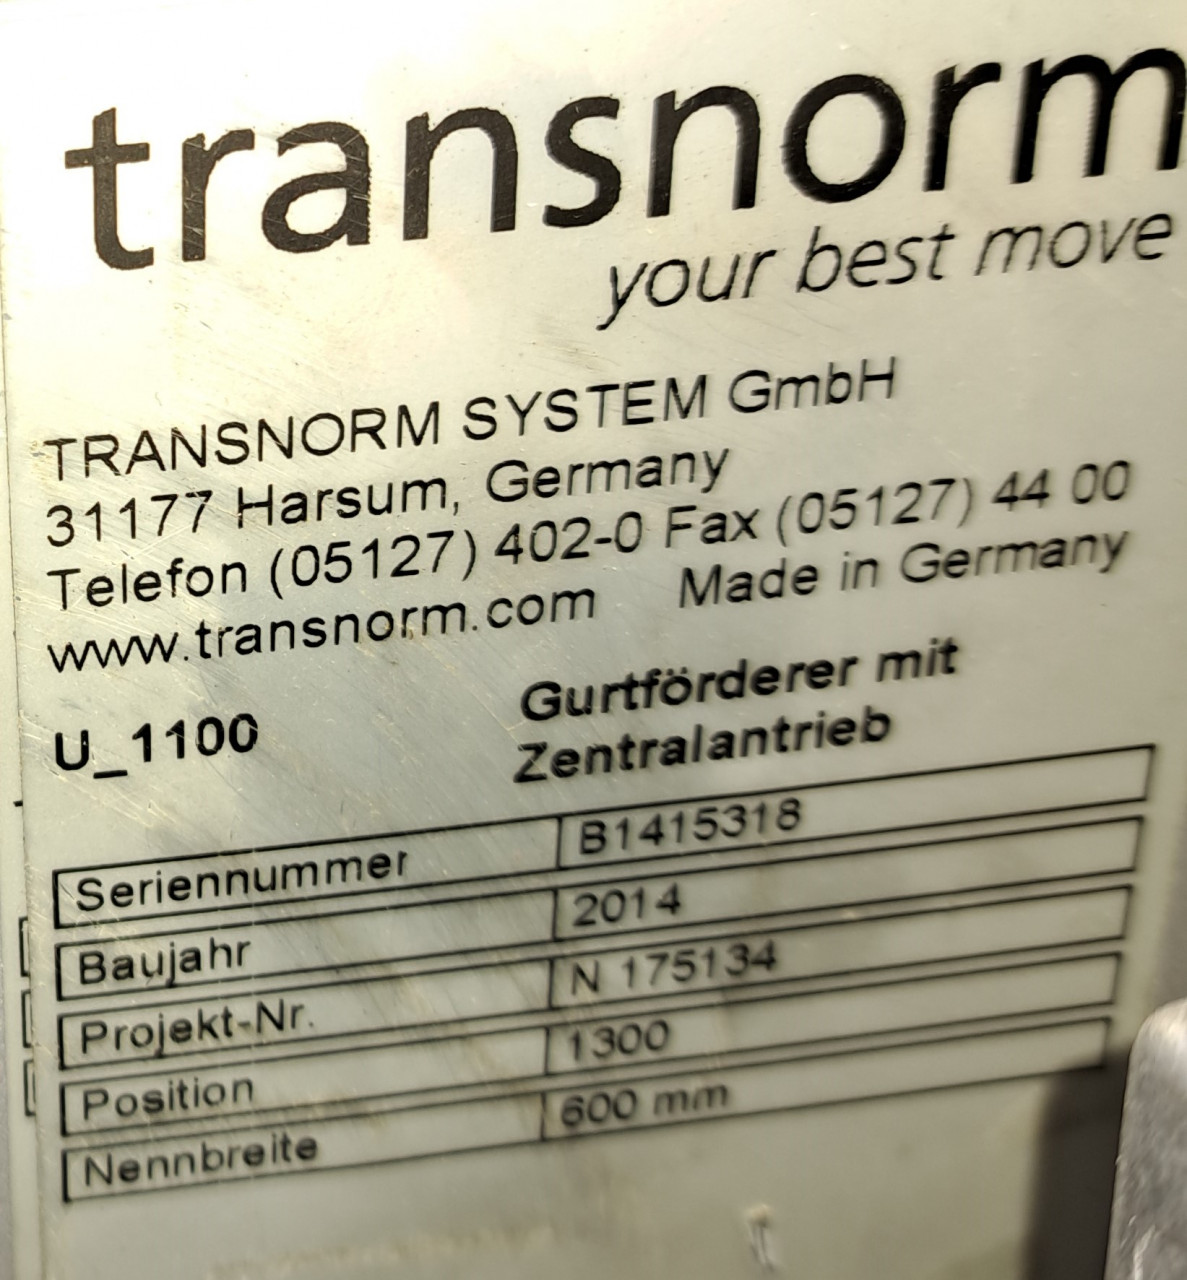 transnorm
your best move
TRANSNORM SYSTEM GmbH
31177 Harsum, Germany
Telefon (05127) 402-0 Fax (05127) 44 00
www.transnorm.com Made in Germany
U_1100 Gurtförderer mit
Zentralantrieb
Seriennummer B1415318
Baujahr 2014
Projekt-Nr. N 175134
Position 1300
Nennbreite 600 mm